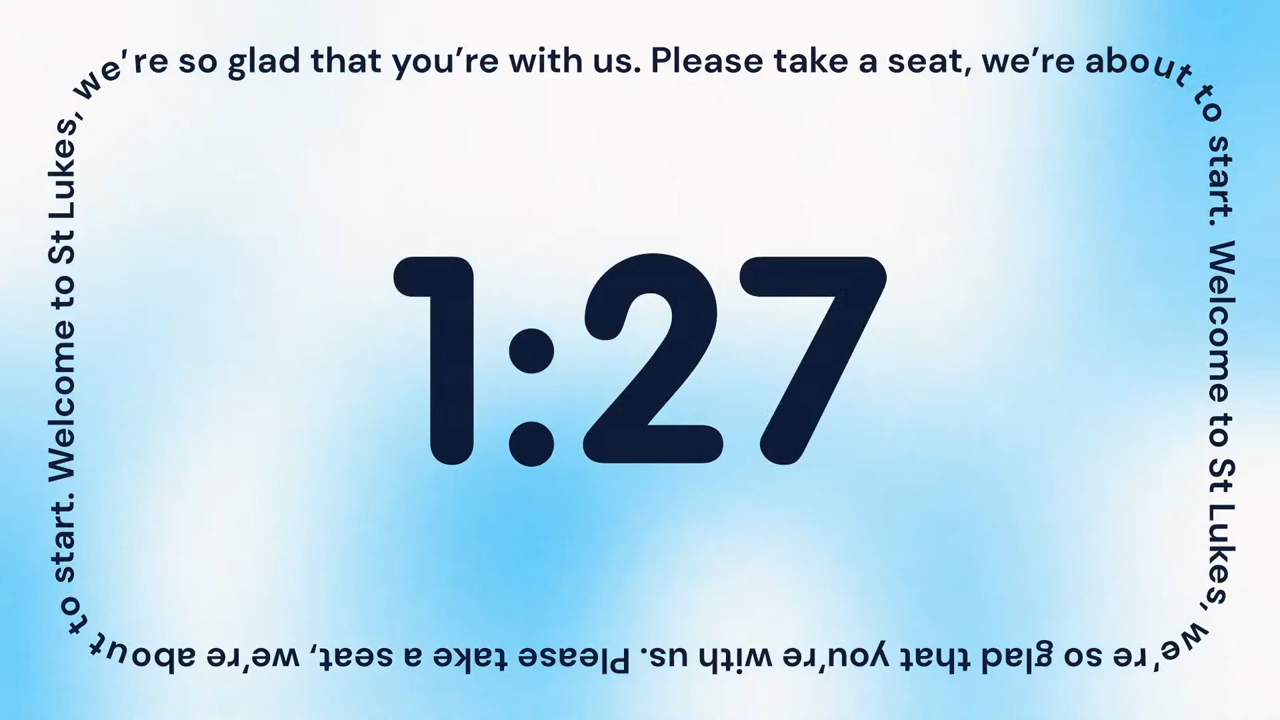 Welcome to St Lukes, we're so glad that you’re with us. Please take a seat, we’re about to start.
Welcome to St Lukes, we’re so glad that you’re with us. Please take a seat, we’re about to start.
1:27